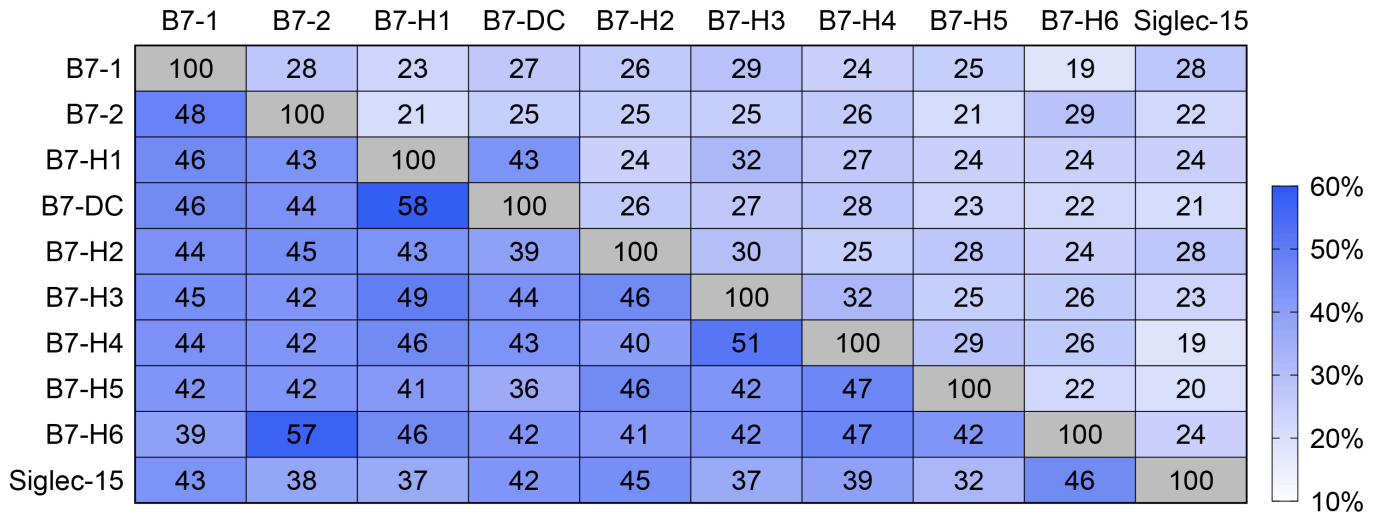 B7-1 B7-2 B7-H1 B7-DC B7-H2 B7-H3 B7-H4 B7-H5 B7-H6 Siglec-15
B7-1 100 28 23 27 26 29 24 25 19 28
B7-2 48 100 21 25 25 25 26 21 29 22
B7-H1 46 43 100 43 24 32 27 24 24 24
B7-DC 46 44 58 100 26 27 28 23 22 21
B7-H2 44 45 43 39 100 30 25 28 24 28
B7-H3 45 42 49 44 46 100 32 25 26 23
B7-H4 44 42 46 43 40 51 100 29 26 19
B7-H5 42 42 41 36 46 42 47 100 22 20
B7-H6 39 57 46 42 41 42 47 42 100 24
Siglec-15 43 38 37 42 45 37 39 32 46 100
60%
50%
40%
30%
20%
10%